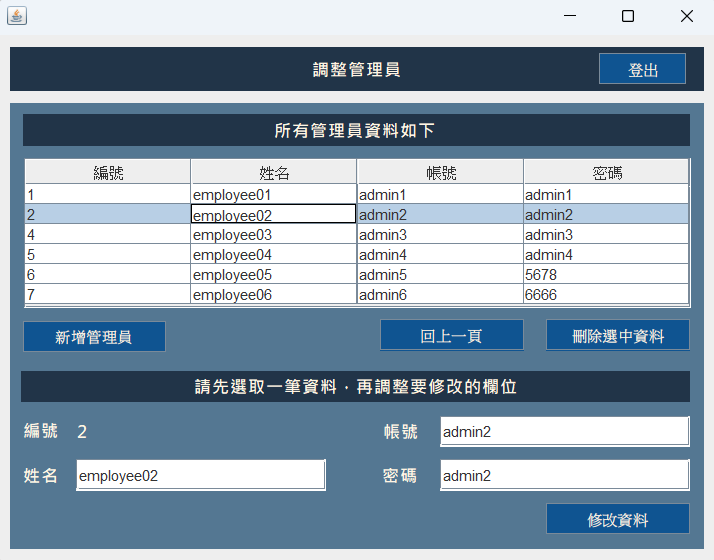 調整管理員 登出
所有管理員資料如下
編號 姓名 帳號 密碼
1 employee01 admin1 admin1
2 employee02 admin2 admin2
4 employee03 admin3 admin3
5 employee04 admin4 admin4
6 employee05 admin5 5678
7 employee06 admin6 6666
新增管理員 回上一頁 刪除選中資料
請先選取一筆資料，再調整要修改的欄位
編號 2 帳號 admin2
姓名 employee02 密碼 admin2
修改資料